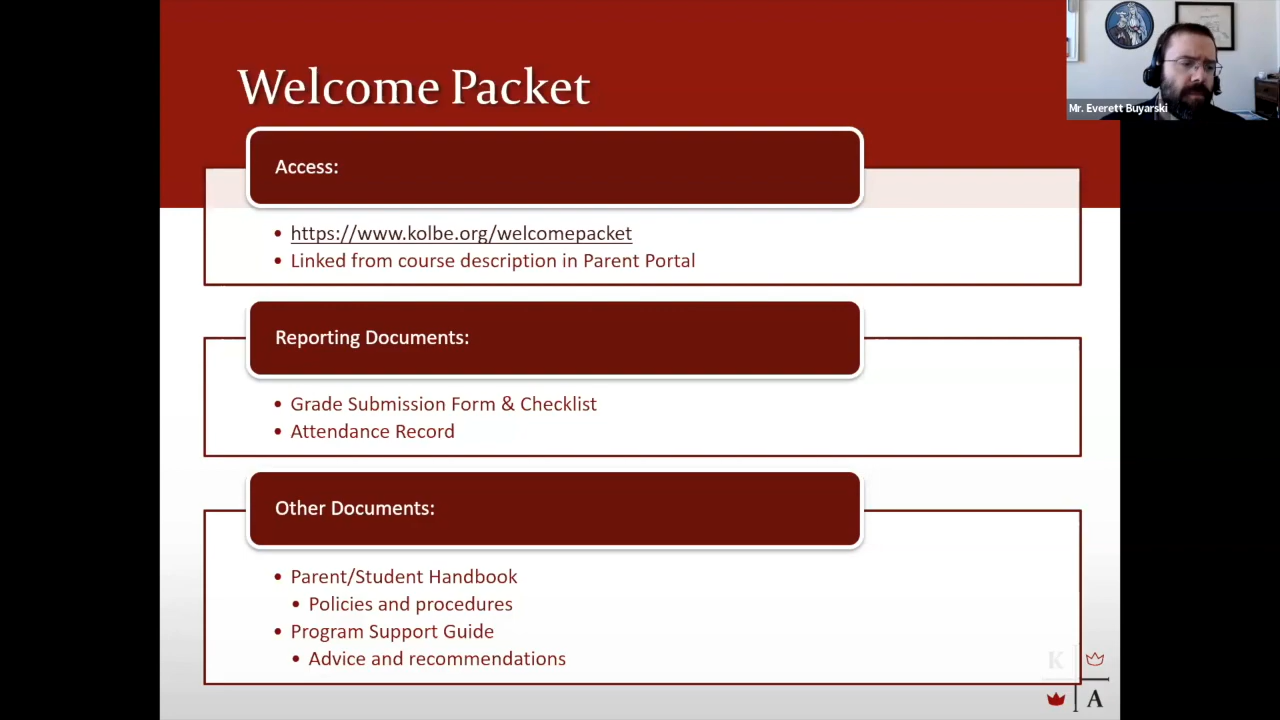 Welcome Packet
Mr. Everett Buyarski
Access:
• https://www.kolbe.org/welcomepacket
• Linked from course description in Parent Portal
Reporting Documents:
• Grade Submission Form & Checklist
• Attendance Record
Other Documents:
• Parent/Student Handbook
• Policies and procedures
• Program Support Guide
• Advice and recommendations
K
A